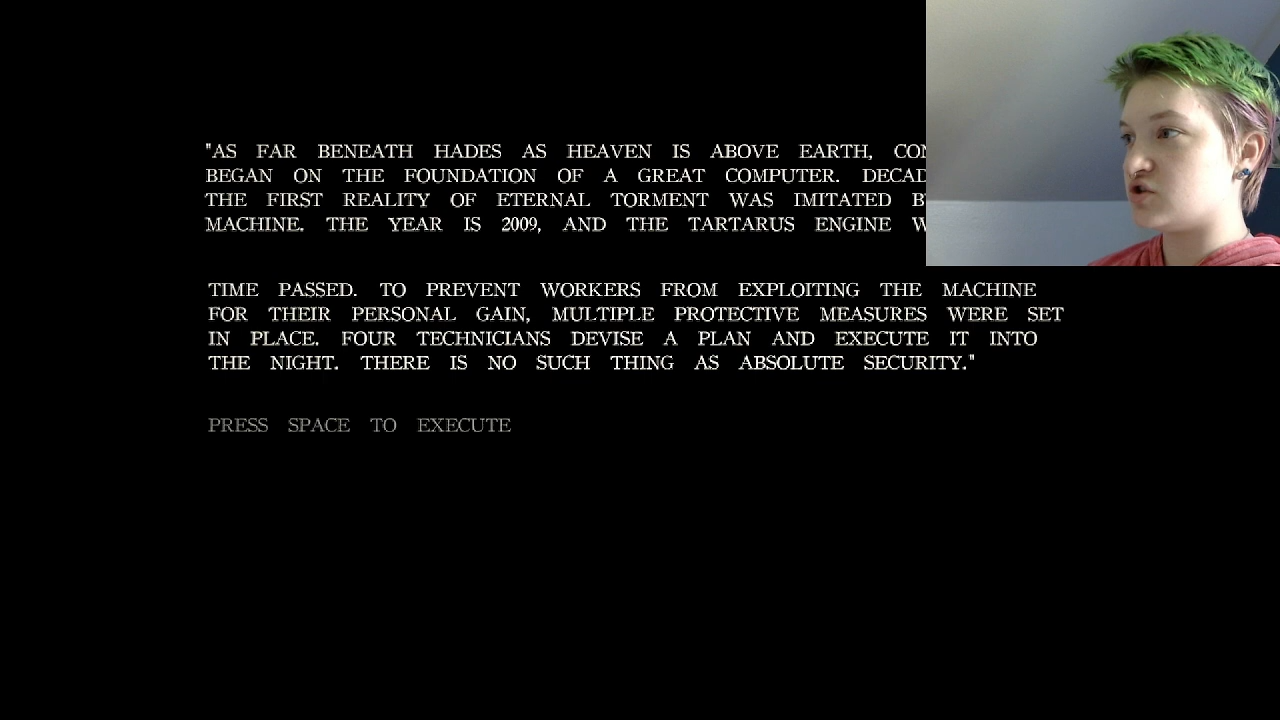 "AS FAR BENEATH HADES AS HEAVEN IS ABOVE EARTH,
BEGAN ON THE FOUNDATION OF A GREAT COMPUTER.
THE FIRST REALITY OF ETERNAL TORMENT WAS IMITATED
MACHINE. THE YEAR IS 2009, AND THE TARTARUS ENGINE
TIME PASSED. TO PREVENT WORKERS FROM EXPLOITING THE MACHINE
FOR THEIR PERSONAL GAIN, MULTIPLE PROTECTIVE MEASURES WERE SET
IN PLACE. FOUR TECHNICIANS DEVISE A PLAN AND EXECUTE IT INTO
THE NIGHT. THERE IS NO SUCH THING AS ABSOLUTE SECURITY."
PRESS SPACE TO EXECUTE